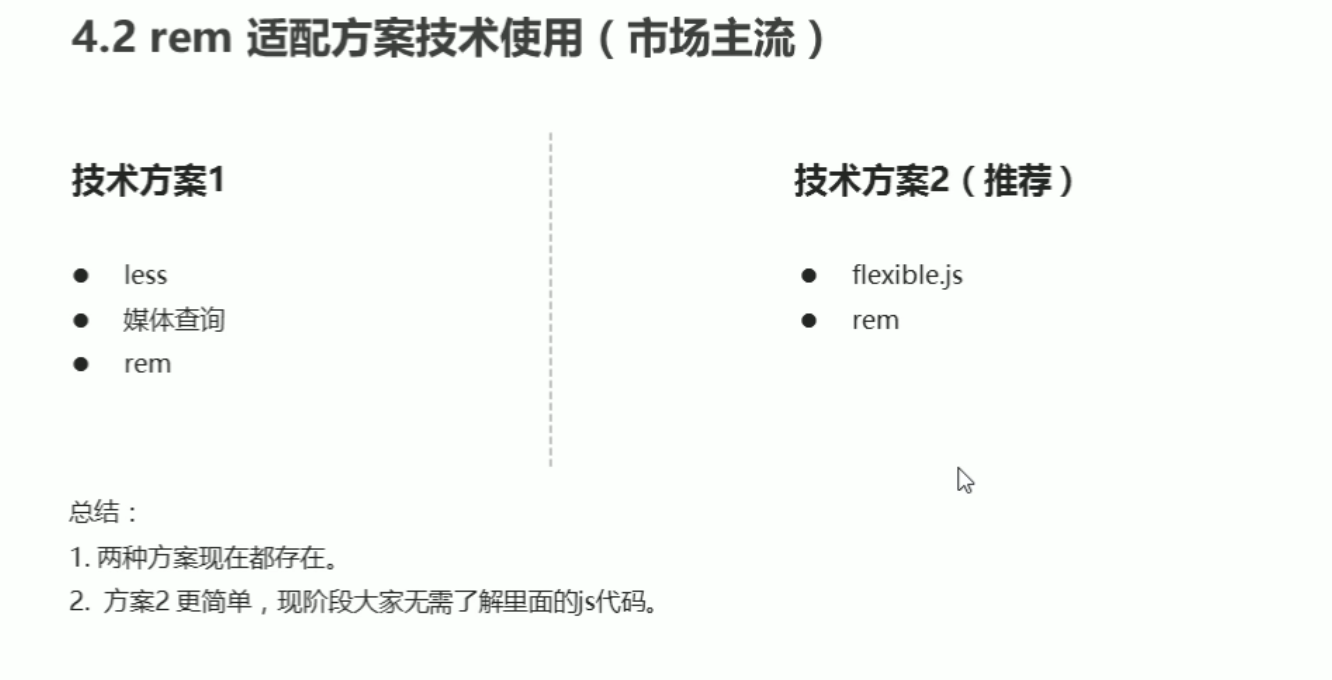 4.2 rem 适配方案技术使用（市场主流）
技术方案1
● less
● 媒体查询
● rem
技术方案2（推荐）
● flexible.js
● rem
总结：
1. 两种方案现在都存在。
2. 方案2 更简单，现阶段大家无需了解里面的js代码。